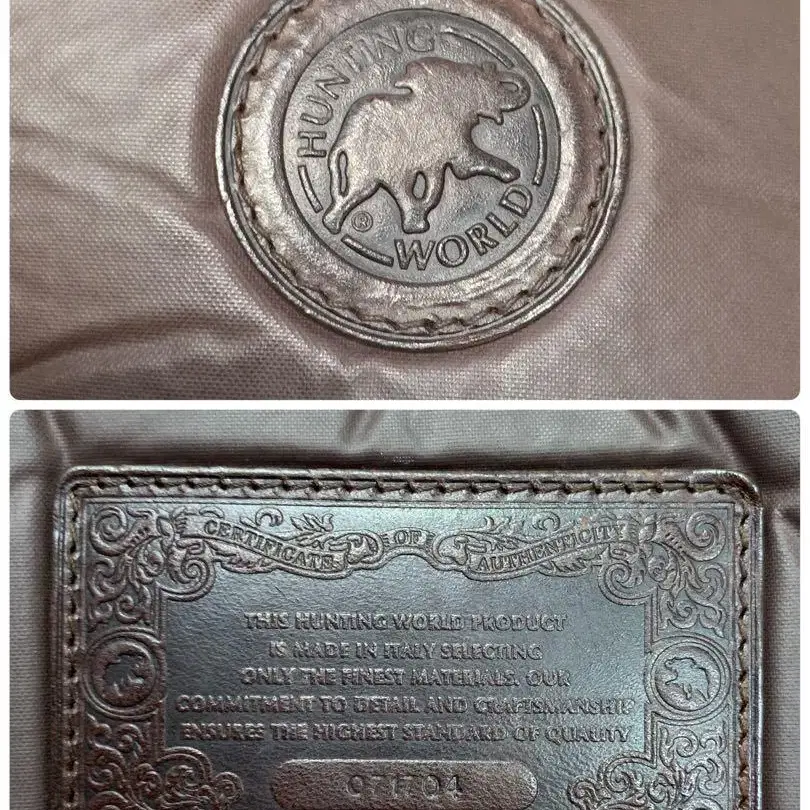 HUNTING
®
WORLD
CERTIFICATE OF AUTHENTICITY
THIS HUNTING WORLD PRODUCT
IS MADE IN ITALY SELECTING
ONLY THE FINEST MATERIALS. OUR
COMMITMENT TO DETAIL AND CRAFTSMANSHIP
ENSURES THE HIGHEST STANDARD OF QUALITY
071704